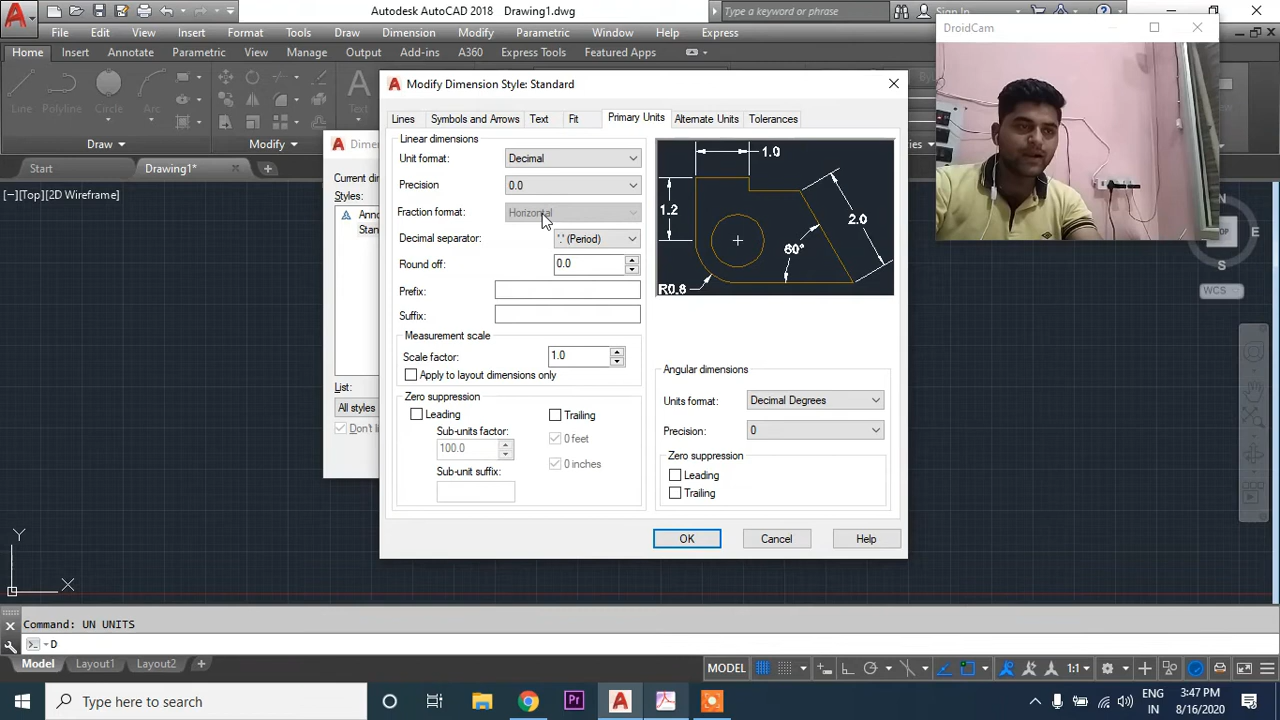 Autodesk AutoCAD 2018 Drawing1.dwg
Type a keyword or phrase
Sign In
File Edit View Insert Format Tools Draw Dimension Modify Parametric Window Help Express
Home Insert Annotate Parametric View Manage Output Add-ins A360 Express Tools Featured Apps
DroidCam
Line Polyline Circle Arc
Draw
Modify
Start
Drawing1*
[−][Top][2D Wireframe]
Current di
Styles:
Anno
Stan
List:
All styles
Don't li
Modify Dimension Style: Standard
Lines Symbols and Arrows Text Fit Primary Units Alternate Units Tolerances
Linear dimensions
Unit format: Decimal
Precision 0.0
Fraction format: Horizontal
Decimal separator: '.' (Period)
Round off: 0.0
Prefix:
Suffix:
Measurement scale
Scale factor: 1.0
Apply to layout dimensions only
Zero suppression
Leading
Trailing
Sub-units factor:
100.0
0 feet
Sub-unit suffix:
0 inches
1.0
1.2
2.0
60°
R0.8
Angular dimensions
Units format: Decimal Degrees
Precision: 0
Zero suppression
Leading
Trailing
OK Cancel Help
TOP
E
S
WCS
Y
X
Command: UN UNITS
D
Model Layout1 Layout2
MODEL
1:1
Type here to search
ENG
IN
3:47 PM
8/16/2020